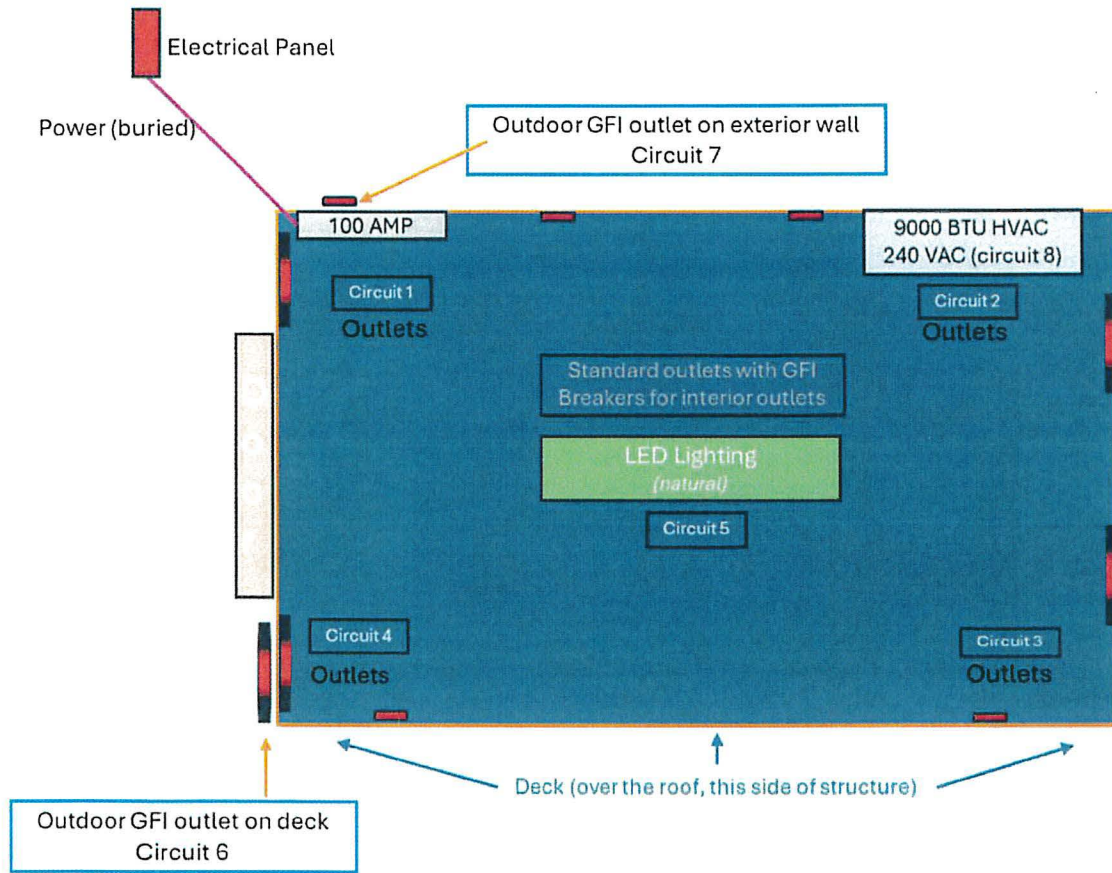 Electrical Panel
Power (buried)
Outdoor GFI outlet on exterior wall
Circuit 7
100 AMP
9000 BTU HVAC
240 VAC (circuit 8)
Circuit 1
Outlets
Circuit 2
Outlets
Standard outlets with GFI
Breakers for interior outlets
LED Lighting
(natural)
Circuit 5
Circuit 4
Outlets
Circuit 3
Outlets
Deck (over the roof, this side of structure)
Outdoor GFI outlet on deck
Circuit 6